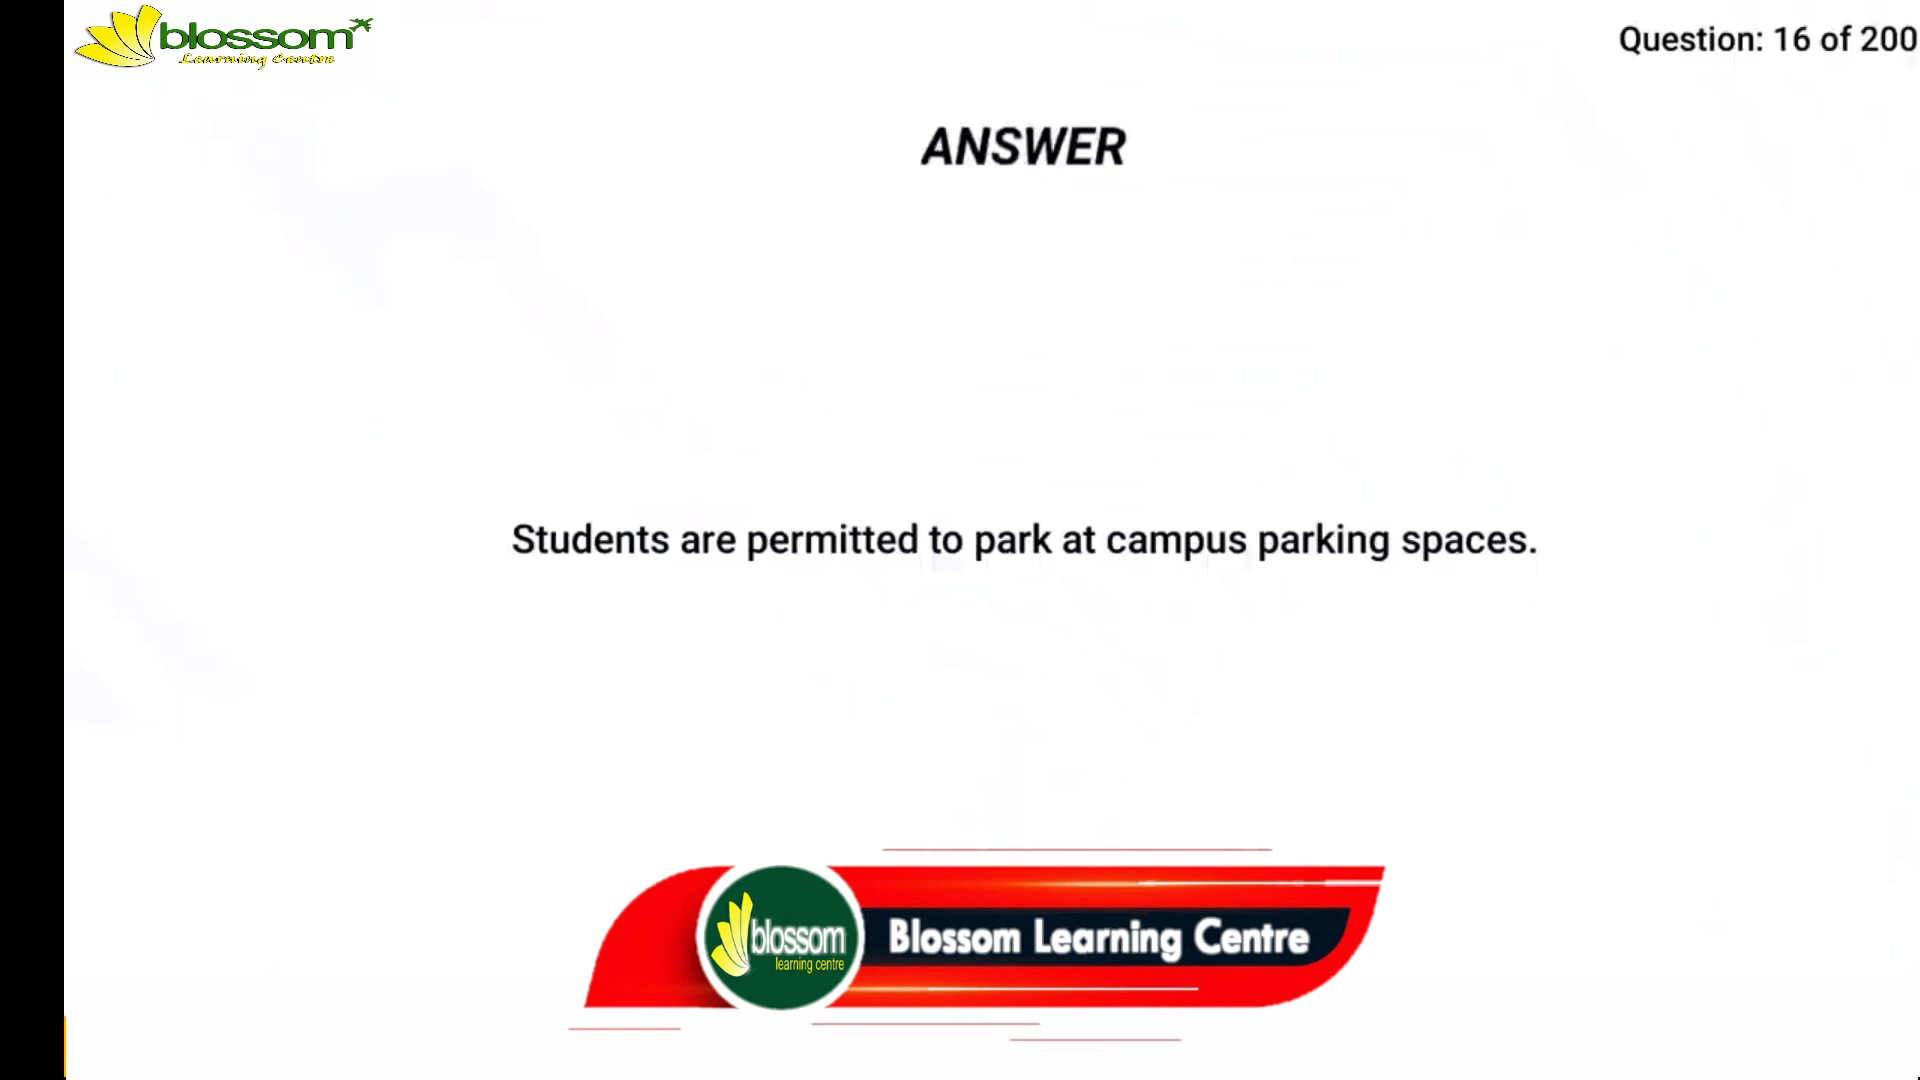 blossom
Learning Centre
Question: 16 of 200
ANSWER
Students are permitted to park at campus parking spaces.
blossom
learning centre
Blossom Learning Centre